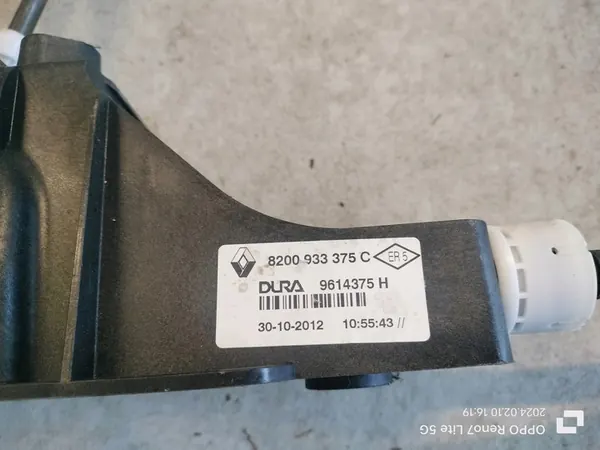 8200 933 375 C ER 5
DURA 9614375 H
30-10-2012 10:55:43 //
2024.02.10 16:19
OPPO Reno7 Lite 5G